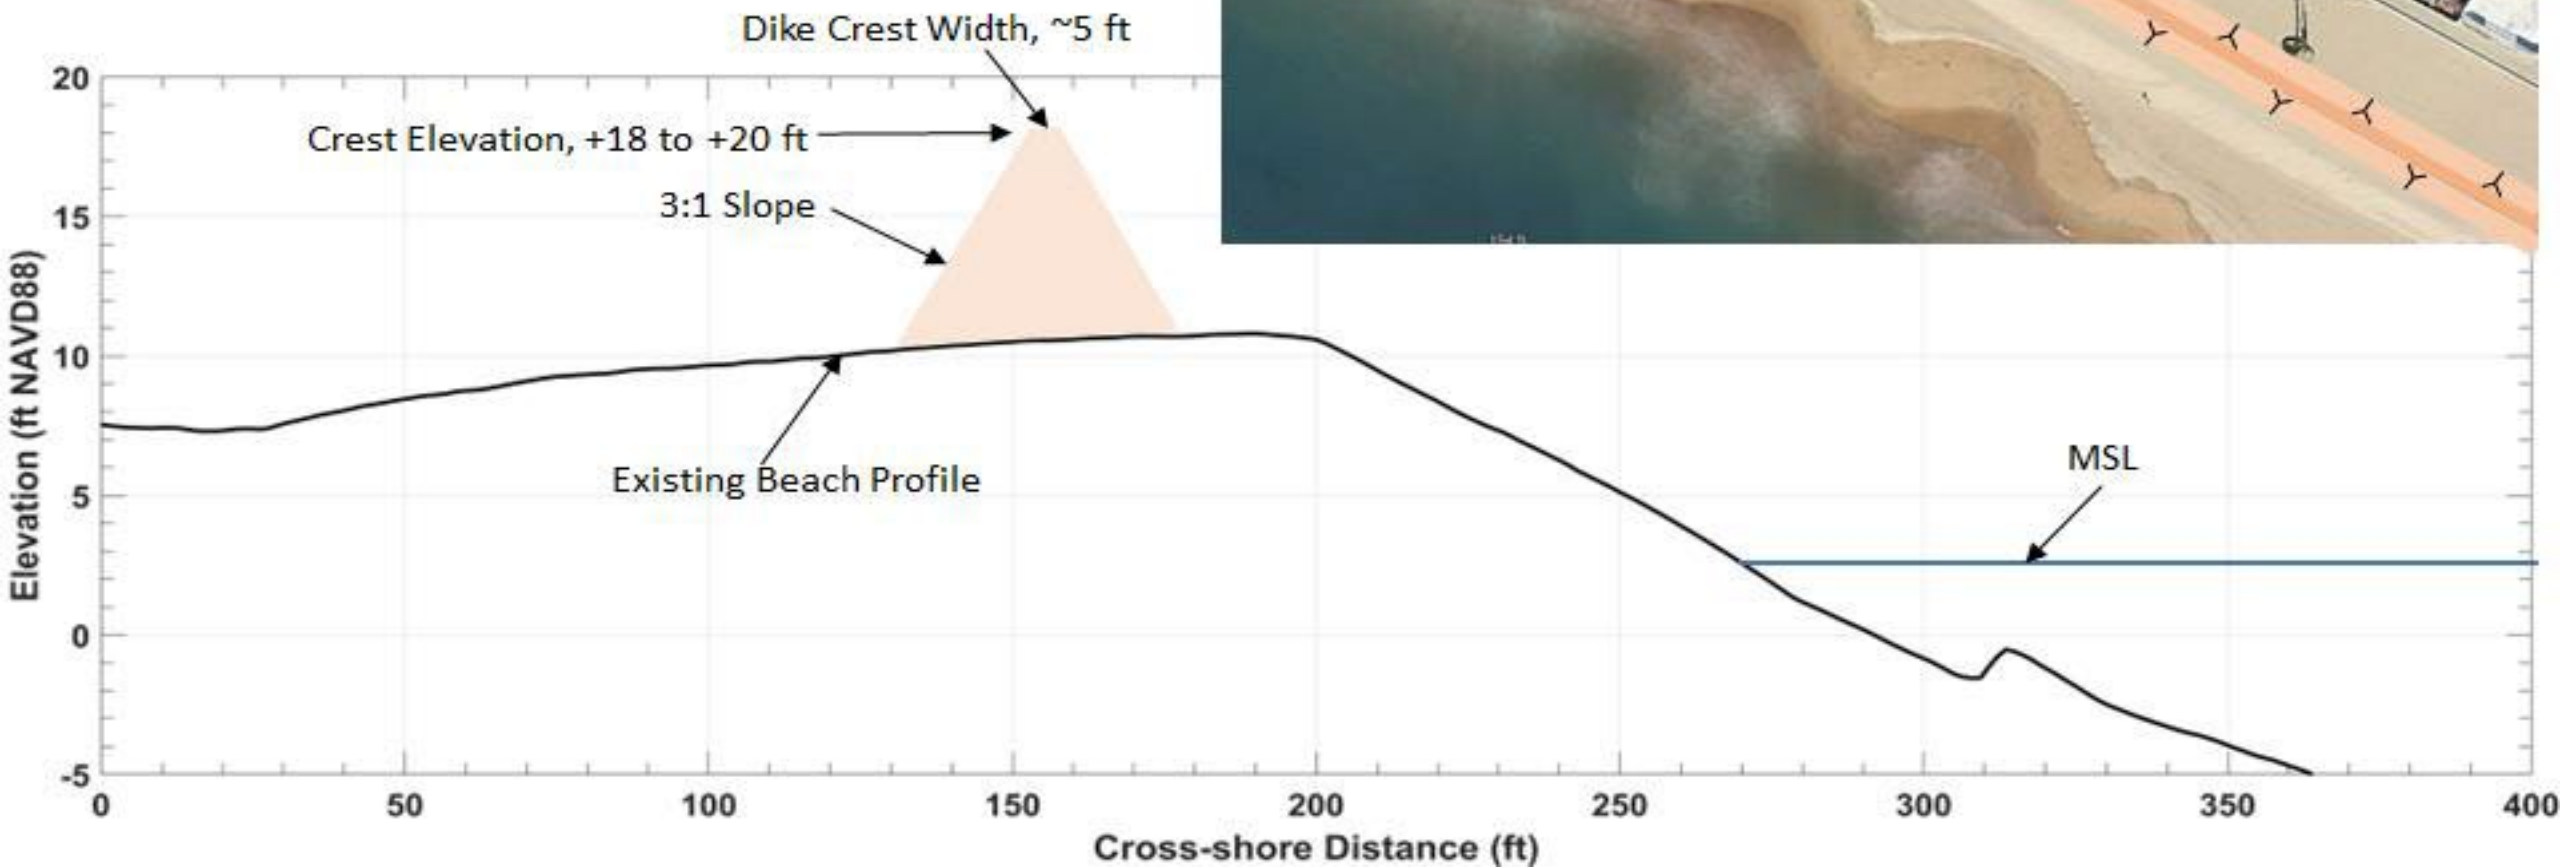 Dike Crest Width, ~5 ft
Crest Elevation, +18 to +20 ft
3:1 Slope
Existing Beach Profile
MSL
Elevation (ft NAVD88)
20
15
10
5
0
-5
0 50 100 150 200 250 300 350 400
Cross-shore Distance (ft)